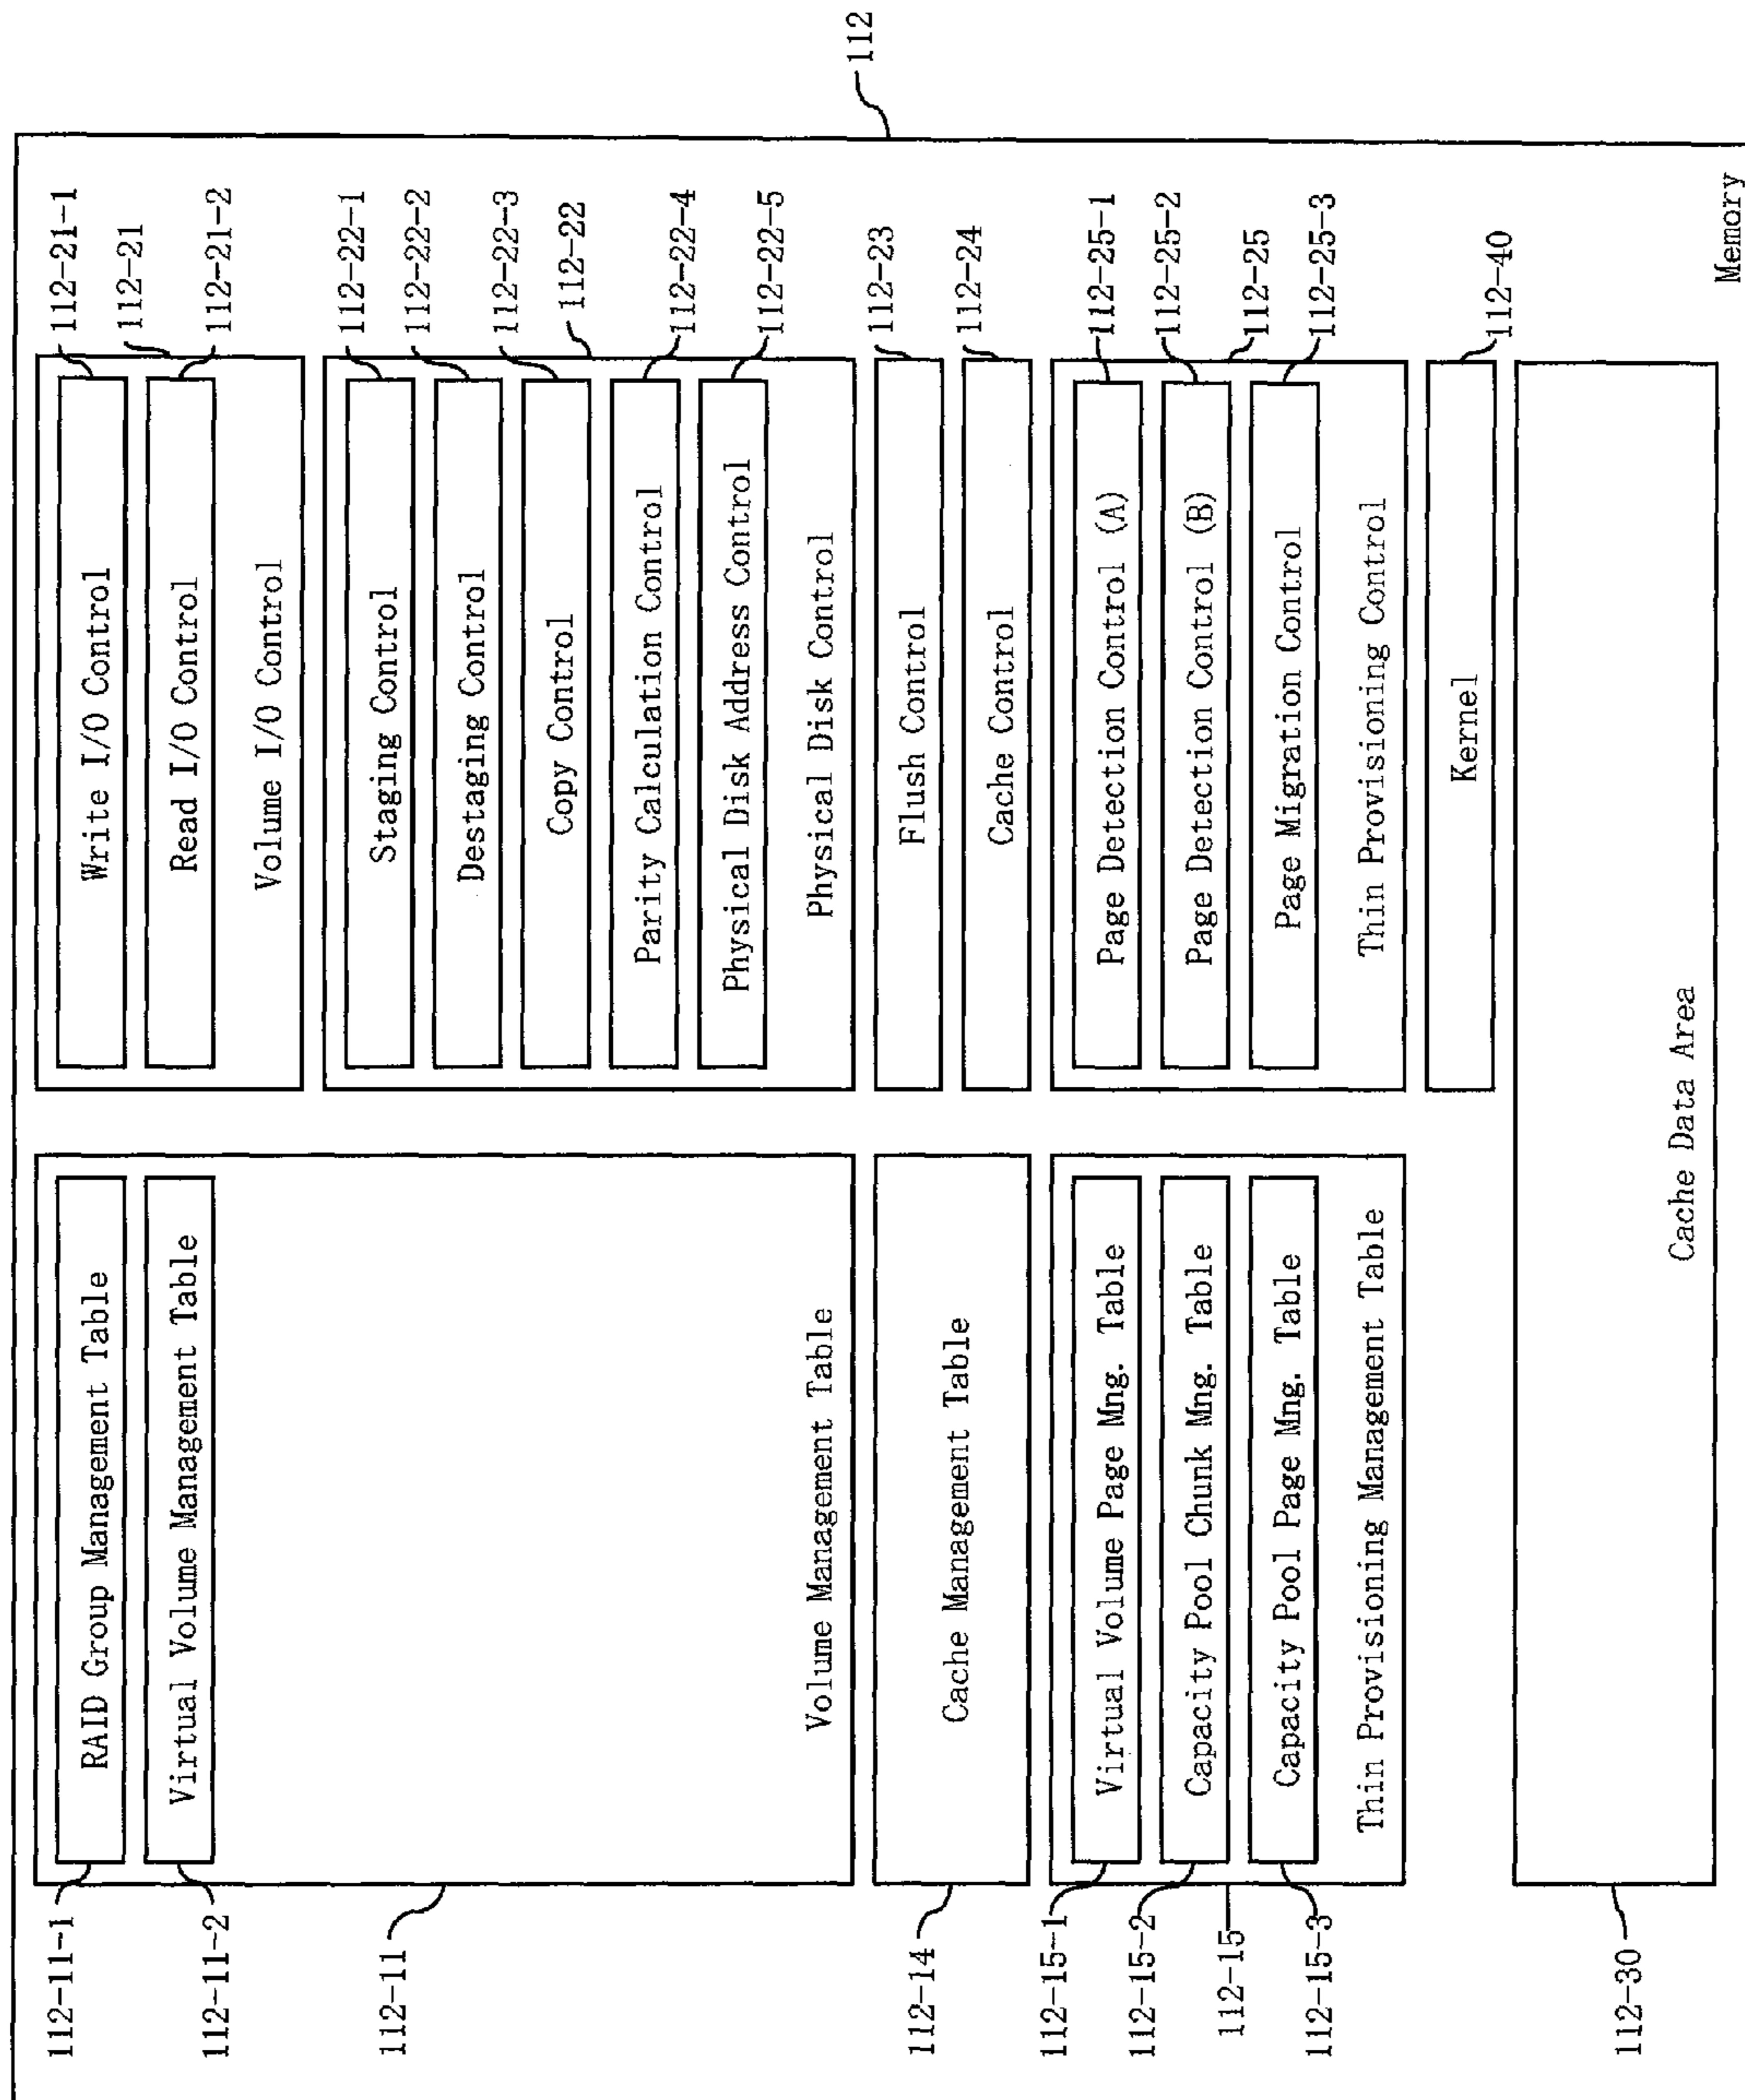 112-11-1
RAID Group Management Table
112-11-2
Virtual Volume Management Table
112-11
Volume Management Table
112-14
Cache Management Table
112-15-1
Virtual Volume Page Mng. Table
112-15-2
Capacity Pool Chunk Mng. Table
112-15
112-15-3
Capacity Pool Page Mng. Table
Thin Provisioning Management Table
Write I/O Control
112-21-1
112-21
Read I/O Control
112-21-2
Volume I/O Control
Staging Control
112-22-1
Destaging Control
112-22-2
Copy Control
112-22-3
112-22
Parity Calculation Control
112-22-4
Physical Disk Address Control
112-22-5
Physical Disk Control
Flush Control
112-23
Cache Control
112-24
Page Detection Control (A)
112-25-1
Page Detection Control (B)
112-25-2
112-25
Page Migration Control
112-25-3
Thin Provisioning Control
Kernel
112-40
112-30
Cache Data Area
Memory
112